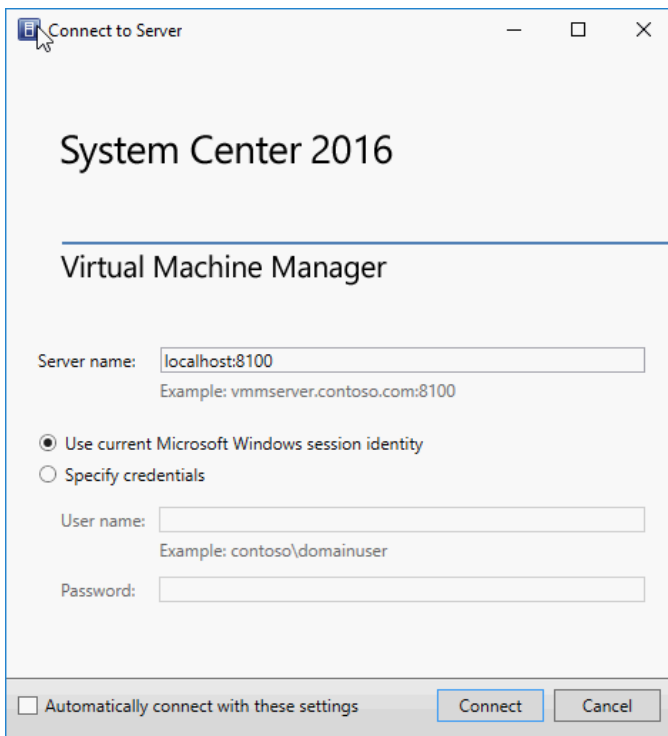 Connect to Server
System Center 2016
Virtual Machine Manager
Server name: localhost:8100
Example: vmmserver.contoso.com:8100
Use current Microsoft Windows session identity
Specify credentials
User name:
Example: contoso\domainuser
Password:
Automatically connect with these settings Connect Cancel